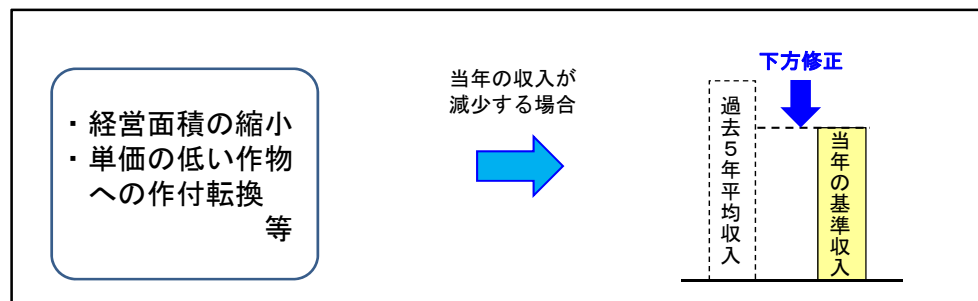 ・経営面積の縮小
・単価の低い作物
への作付転換
等
当年の収入が
減少する場合
下方修正
過去５年平均収入
当年の基準収入